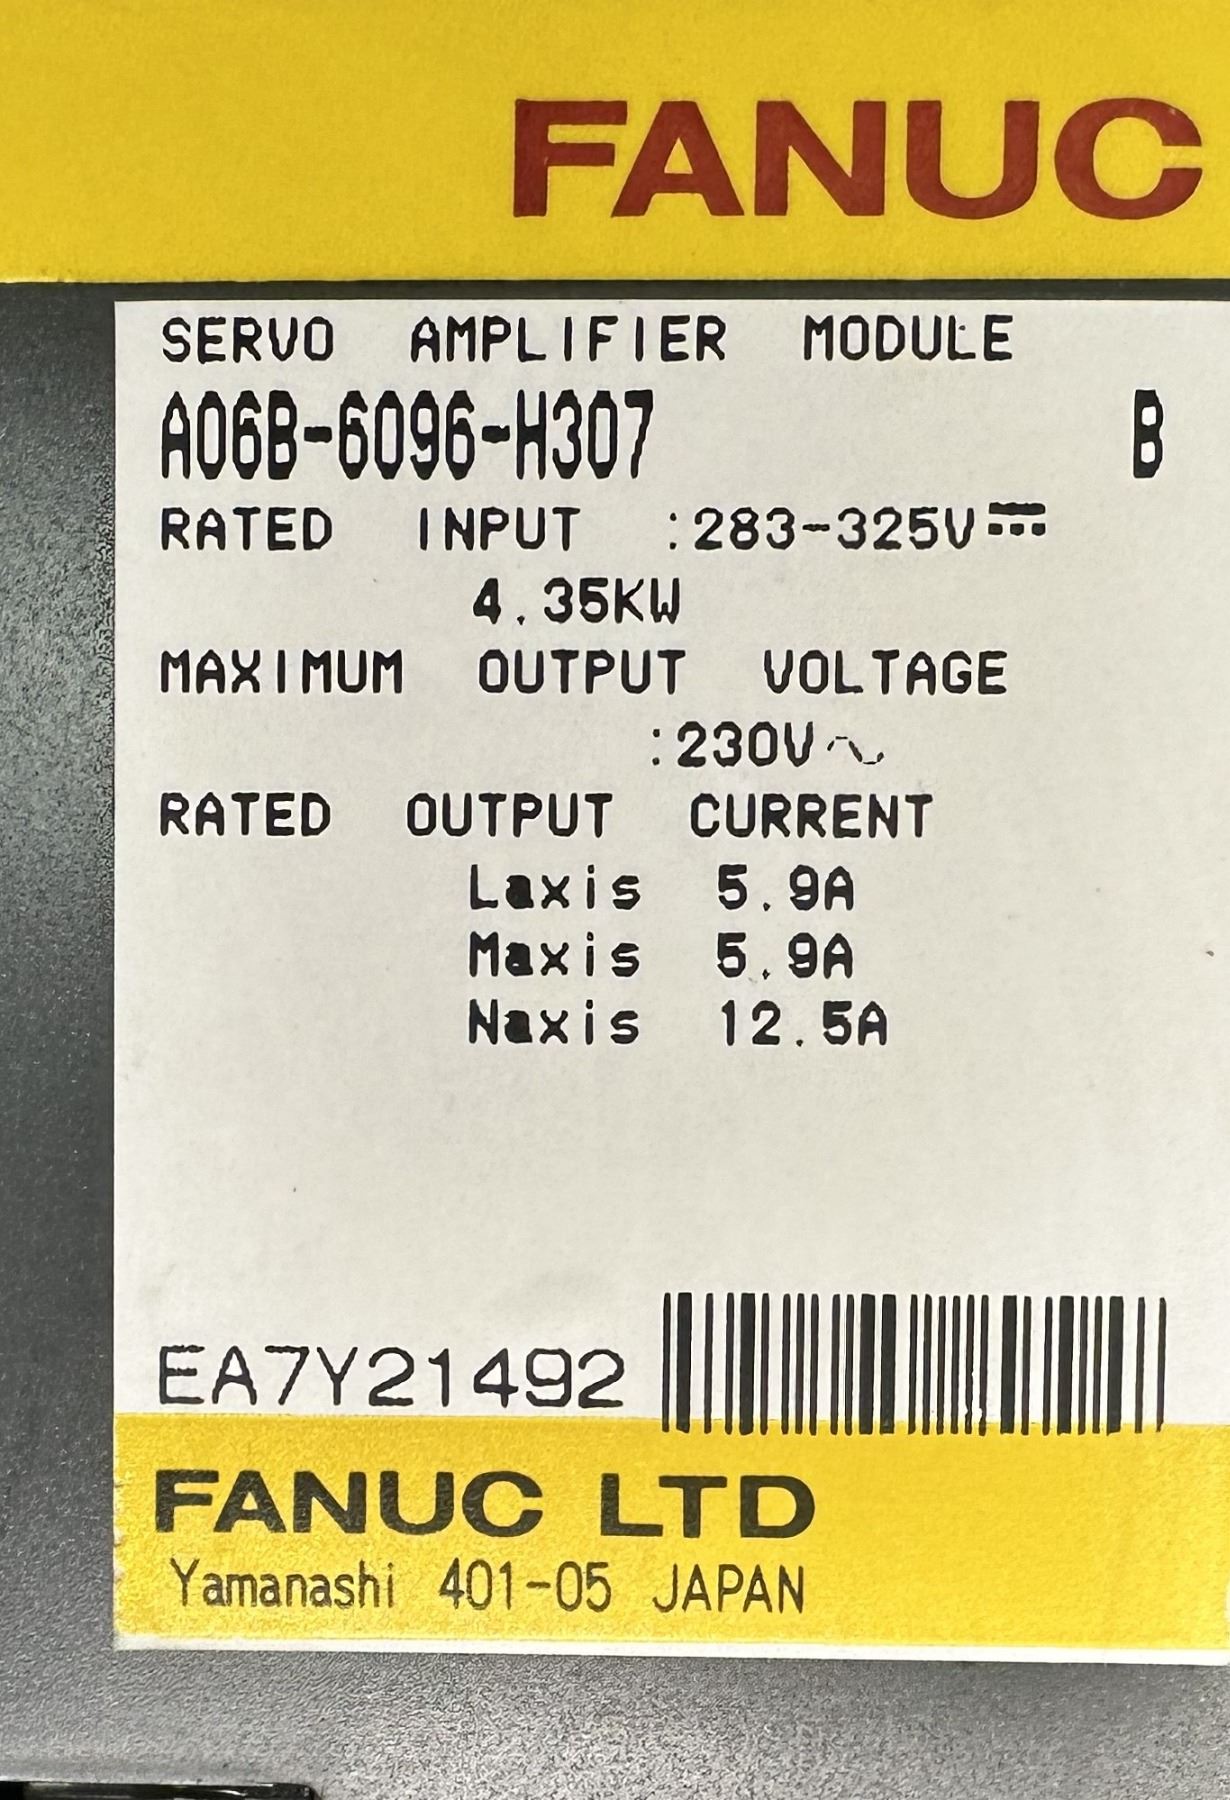 FANUC
SERVO AMPLIFIER MODULE
A06B-6096-H307 B
RATED INPUT :283-325V⎓
4.35KW
MAXIMUM OUTPUT VOLTAGE
:230V∿
RATED OUTPUT CURRENT
Laxis 5.9A
Maxis 5.9A
Naxis 12.5A
EA7Y21492
FANUC LTD
Yamanashi 401-05 JAPAN